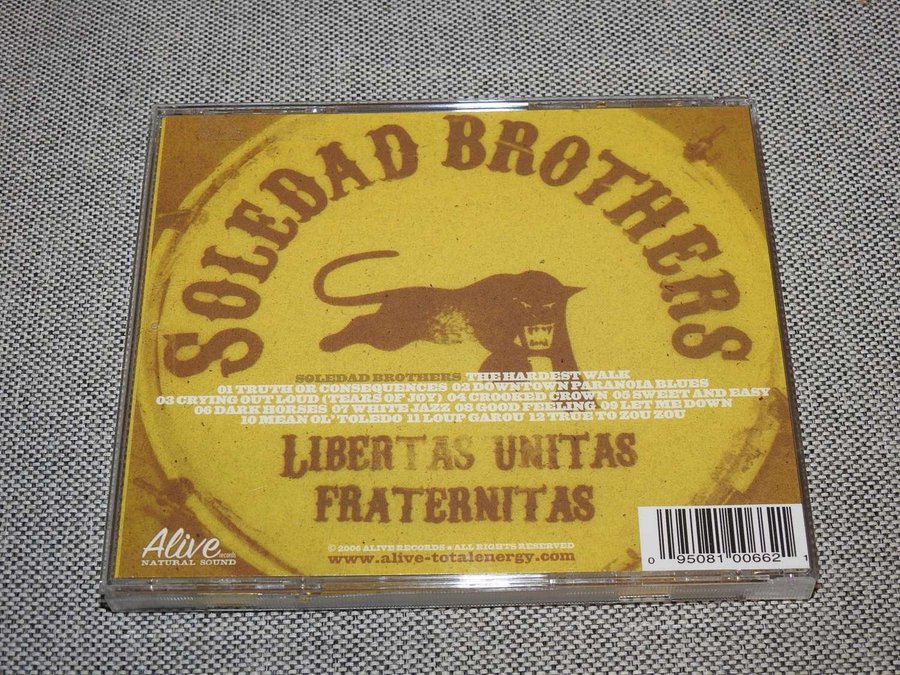 SOLEDAD BROTHERS
SOLEDAD BROTHERS THE HARDEST WALK
01 TRUTH OR CONSEQUENCES 02 DOWNTOWN PARANOIA BLUES
03 CRYING OUT LOUD (TEARS OF JOY) 04 CROOKED CROWN 05 SWEET AND EASY
06 DARK HORSES 07 WHITE JAZZ 08 GOOD FEELING 09 LET ME DOWN
10 MEAN OL' TOLEDO 11 LOUP GAROU 12 TRUE TO ZOU ZOU
LIBERTAS UNITAS
FRATERNITAS
Alive records
NATURAL SOUND
© 2006 ALIVE RECORDS • ALL RIGHTS RESERVED
www.alive-totalenergy.com
0 95081 00662 1